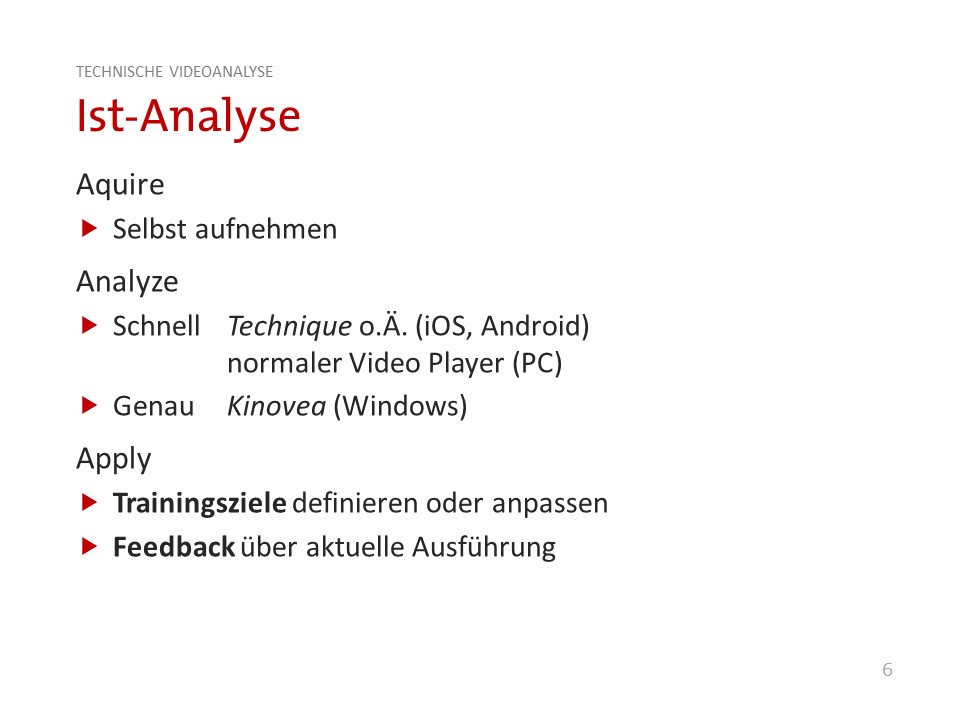 TECHNISCHE VIDEOANALYSE
Ist-Analyse
Aquire
Selbst aufnehmen
Analyze
Schnell Technique o.Ä. (iOS, Android)
normaler Video Player (PC)
Genau Kinovea (Windows)
Apply
Trainingsziele definieren oder anpassen
Feedback über aktuelle Ausführung
6